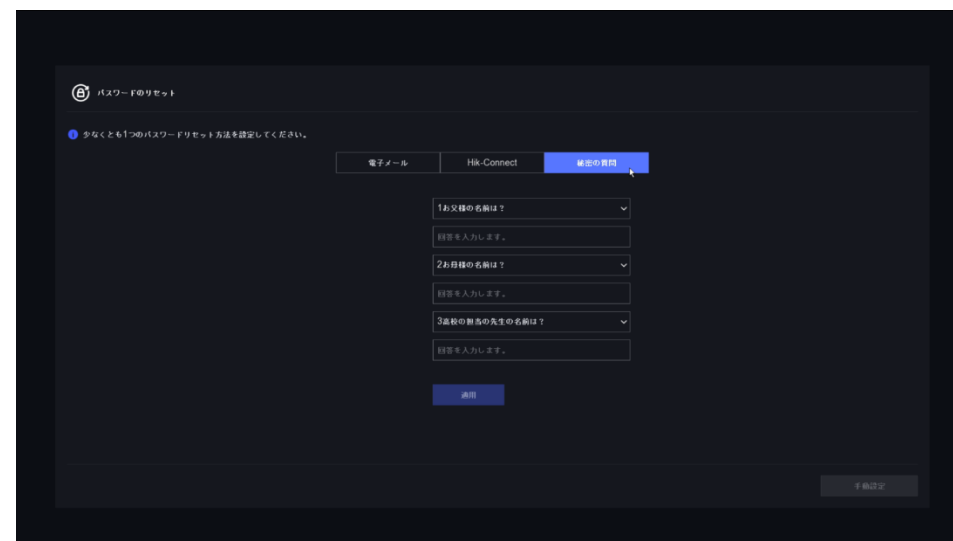 パスワードのリセット
少なくとも1つのパスワードリセット方法を設定してください。
電子メール Hik-Connect 秘密の質問
1お父様の名前は？
回答を入力します。
2お母様の名前は？
回答を入力します。
3高校の担当の先生の名前は？
回答を入力します。
適用
手動設定